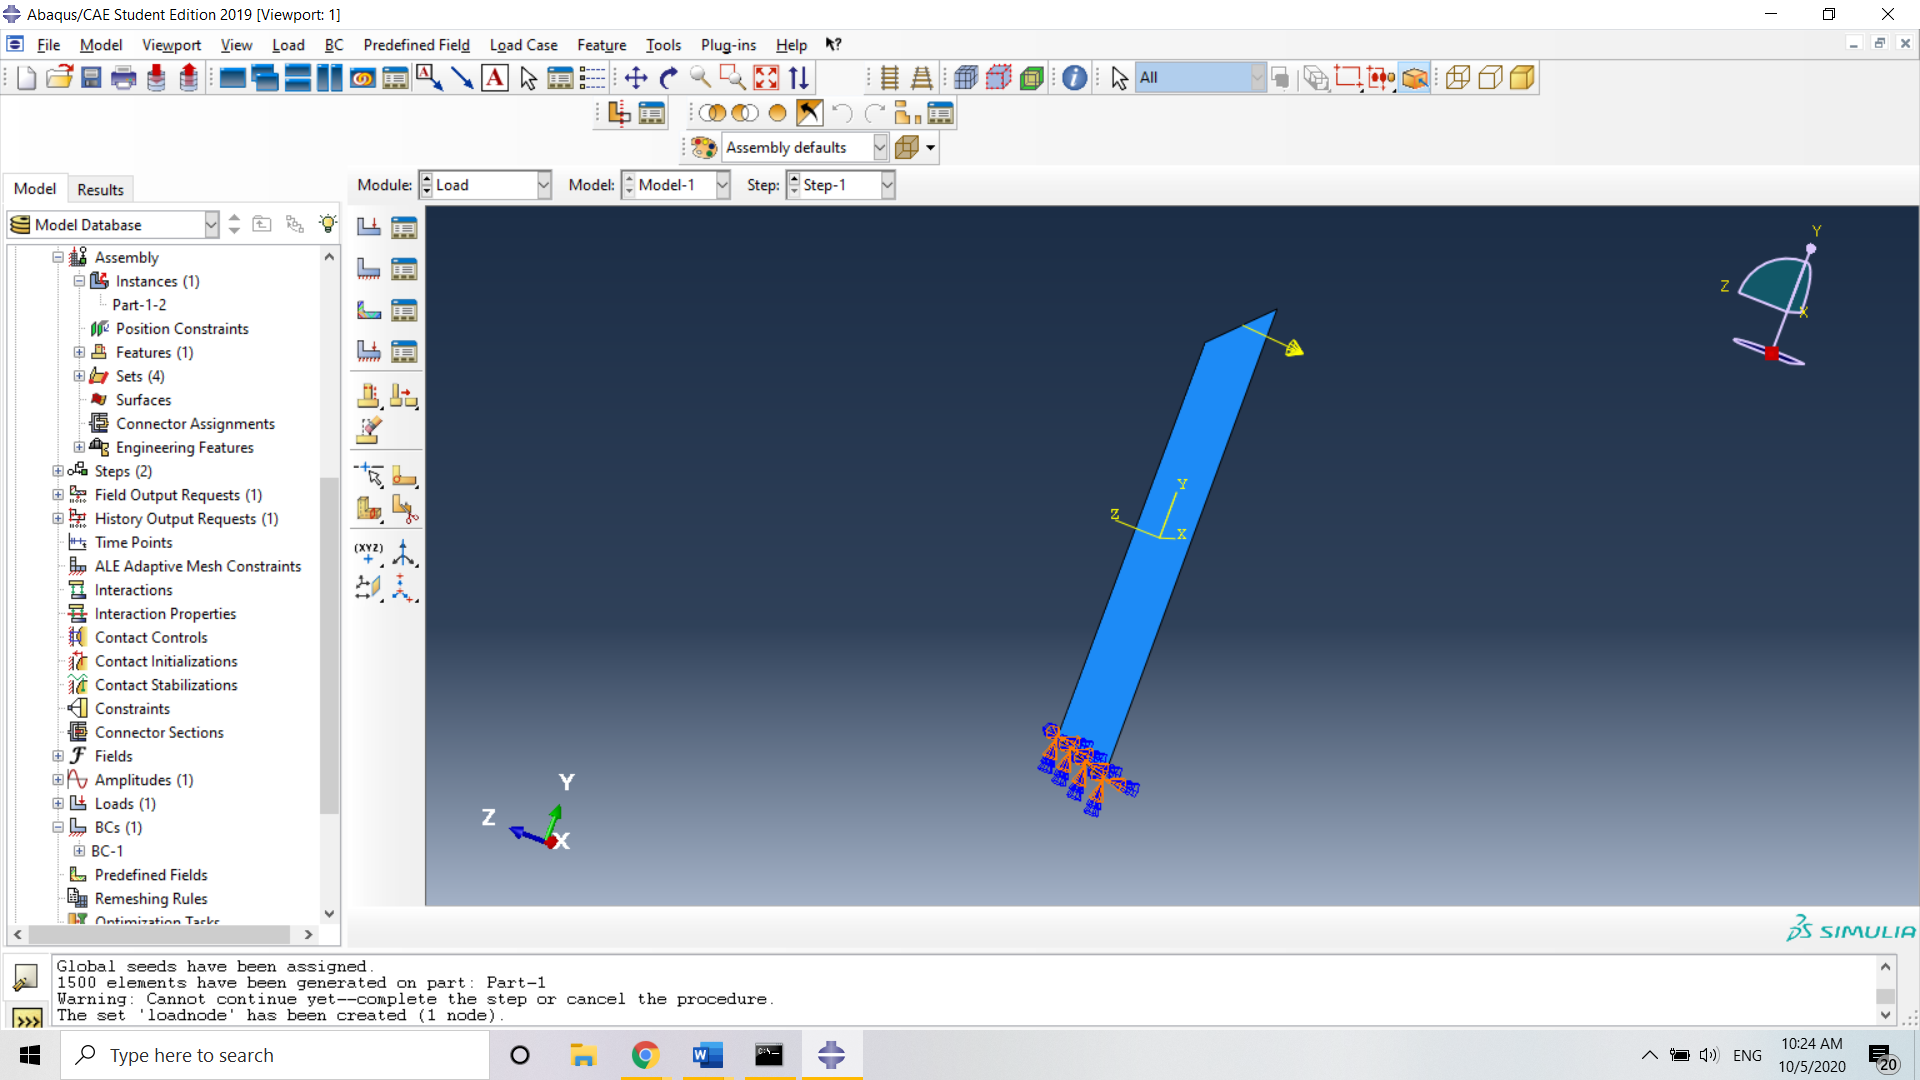 Abaqus/CAE Student Edition 2019 [Viewport: 1]
File Model Viewport View Load BC Predefined Field Load Case Feature Tools Plug-ins Help
A A All
Assembly defaults
Model Results
Module: Load Model: Model-1 Step: Step-1
Model Database
Assembly
Instances (1)
Part-1-2
Position Constraints
Features (1)
Sets (4)
Surfaces
Connector Assignments
Engineering Features
Steps (2)
Field Output Requests (1)
History Output Requests (1)
Time Points
ALE Adaptive Mesh Constraints
Interactions
Interaction Properties
Contact Controls
Contact Initializations
Contact Stabilizations
Constraints
Connector Sections
Fields
Amplitudes (1)
Loads (1)
BCs (1)
BC-1
Predefined Fields
Remeshing Rules
Optimization Tasks
(XYZ)
Y
Z
X
Y
Z
X
Y
Z
X
SIMULIA
Global seeds have been assigned.
1500 elements have been generated on part: Part-1
Warning: Cannot continue yet--complete the step or cancel the procedure.
The set 'loadnode' has been created (1 node).
>>>
Type here to search
ENG
10:24 AM
10/5/2020
20